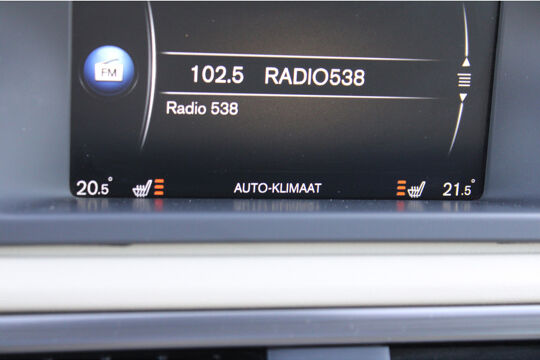 FM
102.5 RADIO538
Radio 538
20.5° AUTO-KLIMAAT 21.5°